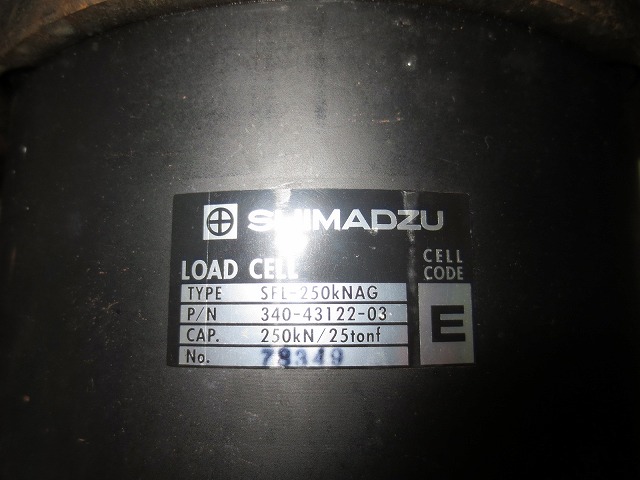 SHIMADZU
LOAD CELL
CELL
CODE
TYPE SFL-250kNAG
P/N 340-43122-03
CAP. 250kN/25tonf
E
No. 78349